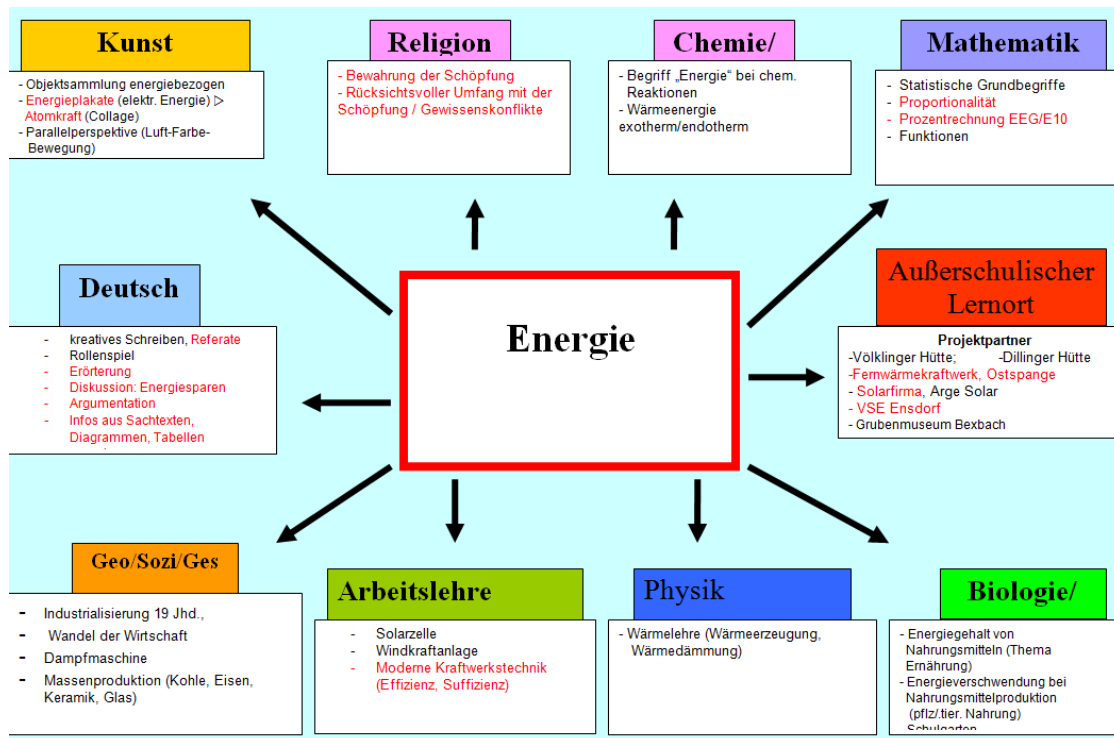 Kunst
- Objektsammlung energiebezogen
- Energieplakate (elektr. Energie) ▷
Atomkraft (Collage)
- Parallelperspektive (Luft-Farbe-
Bewegung)
Religion
- Bewahrung der Schöpfung
- Rücksichtsvoller Umfang mit der
Schöpfung / Gewissenskonflikte
Chemie/
- Begriff „Energie“ bei chem.
Reaktionen
- Wärmeenergie
exotherm/endotherm
Mathematik
- Statistische Grundbegriffe
- Proportionalität
- Prozentrechnung EEG/E10
- Funktionen
Deutsch
- kreatives Schreiben, Referate
- Rollenspiel
- Erörterung
- Diskussion: Energiesparen
- Argumentation
- Infos aus Sachtexten,
Diagrammen, Tabellen
Energie
Außerschulischer
Lernort
Projektpartner
-Völklinger Hütte; -Dillinger Hütte
-Fernwärmekraftwerk, Ostspange
- Solarfirma, Arge Solar
- VSE Ensdorf
- Grubenmuseum Bexbach
Geo/Sozi/Ges
- Industrialisierung 19 Jhd.,
- Wandel der Wirtschaft
- Dampfmaschine
- Massenproduktion (Kohle, Eisen,
Keramik, Glas)
Arbeitslehre
- Solarzelle
- Windkraftanlage
- Moderne Kraftwerkstechnik
(Effizienz, Suffizienz)
Physik
- Wärmelehre (Wärmeerzeugung,
Wärmedämmung)
Biologie/
- Energiegehalt von
Nahrungsmitteln (Thema
Ernährung)
- Energieverschwendung bei
Nahrungsmittelproduktion
(pflz/.tier. Nahrung)
Schulgarten